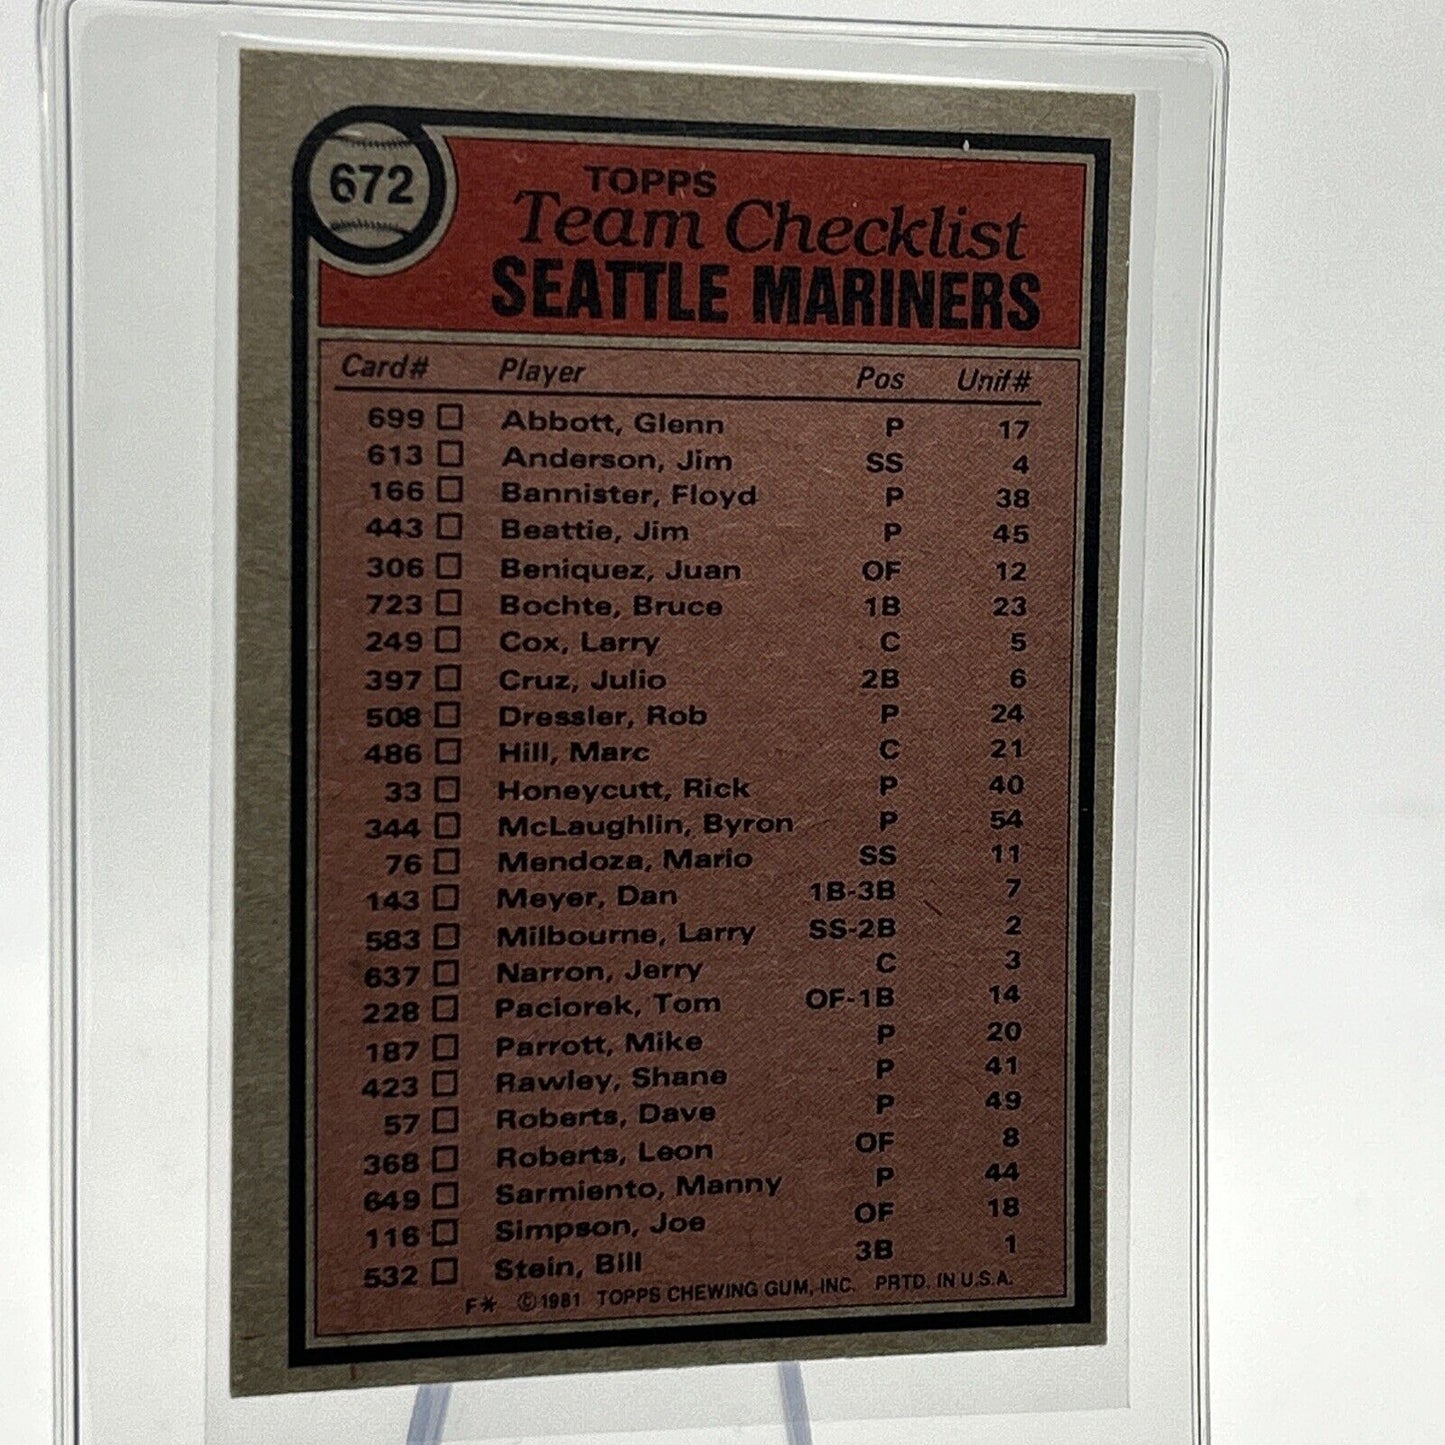 672
TOPPS
Team Checklist
SEATTLE MARINERS
Card# Player Pos Unif#
699 □ Abbott, Glenn P 17
613 □ Anderson, Jim SS 4
166 □ Bannister, Floyd P 38
443 □ Beattie, Jim P 45
306 □ Beniquez, Juan OF 12
723 □ Bochte, Bruce 1B 23
249 □ Cox, Larry C 5
397 □ Cruz, Julio 2B 6
508 □ Dressler, Rob P 24
486 □ Hill, Marc C 21
33 □ Honeycutt, Rick P 40
344 □ McLaughlin, Byron P 54
76 □ Mendoza, Mario SS 11
143 □ Meyer, Dan 1B-3B 7
583 □ Milbourne, Larry SS-2B 2
637 □ Narron, Jerry C 3
228 □ Paciorek, Tom OF-1B 14
187 □ Parrott, Mike P 20
423 □ Rawley, Shane P 41
57 □ Roberts, Dave P 49
368 □ Roberts, Leon OF 8
649 □ Sarmiento, Manny P 44
116 □ Simpson, Joe OF 18
532 □ Stein, Bill 3B 1
F* ©1981 TOPPS CHEWING GUM, INC. PRTD. IN U.S.A.